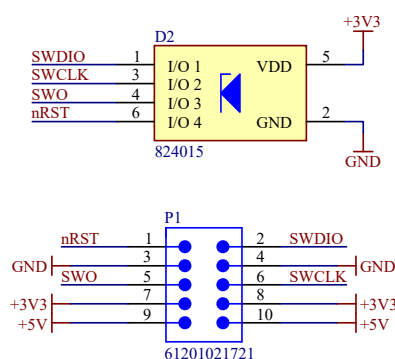 +3V3
D2
SWDIO 1 I/O 1 VDD 5
SWCLK 3 I/O 2
SWO 4 I/O 3
nRST 6 I/O 4 GND 2
824015
GND
P1
nRST 1 2 SWDIO
GND 3 4 GND
SWO 5 6 SWCLK
+3V3 7 8 +3V3
+5V 9 10 +5V
61201021721